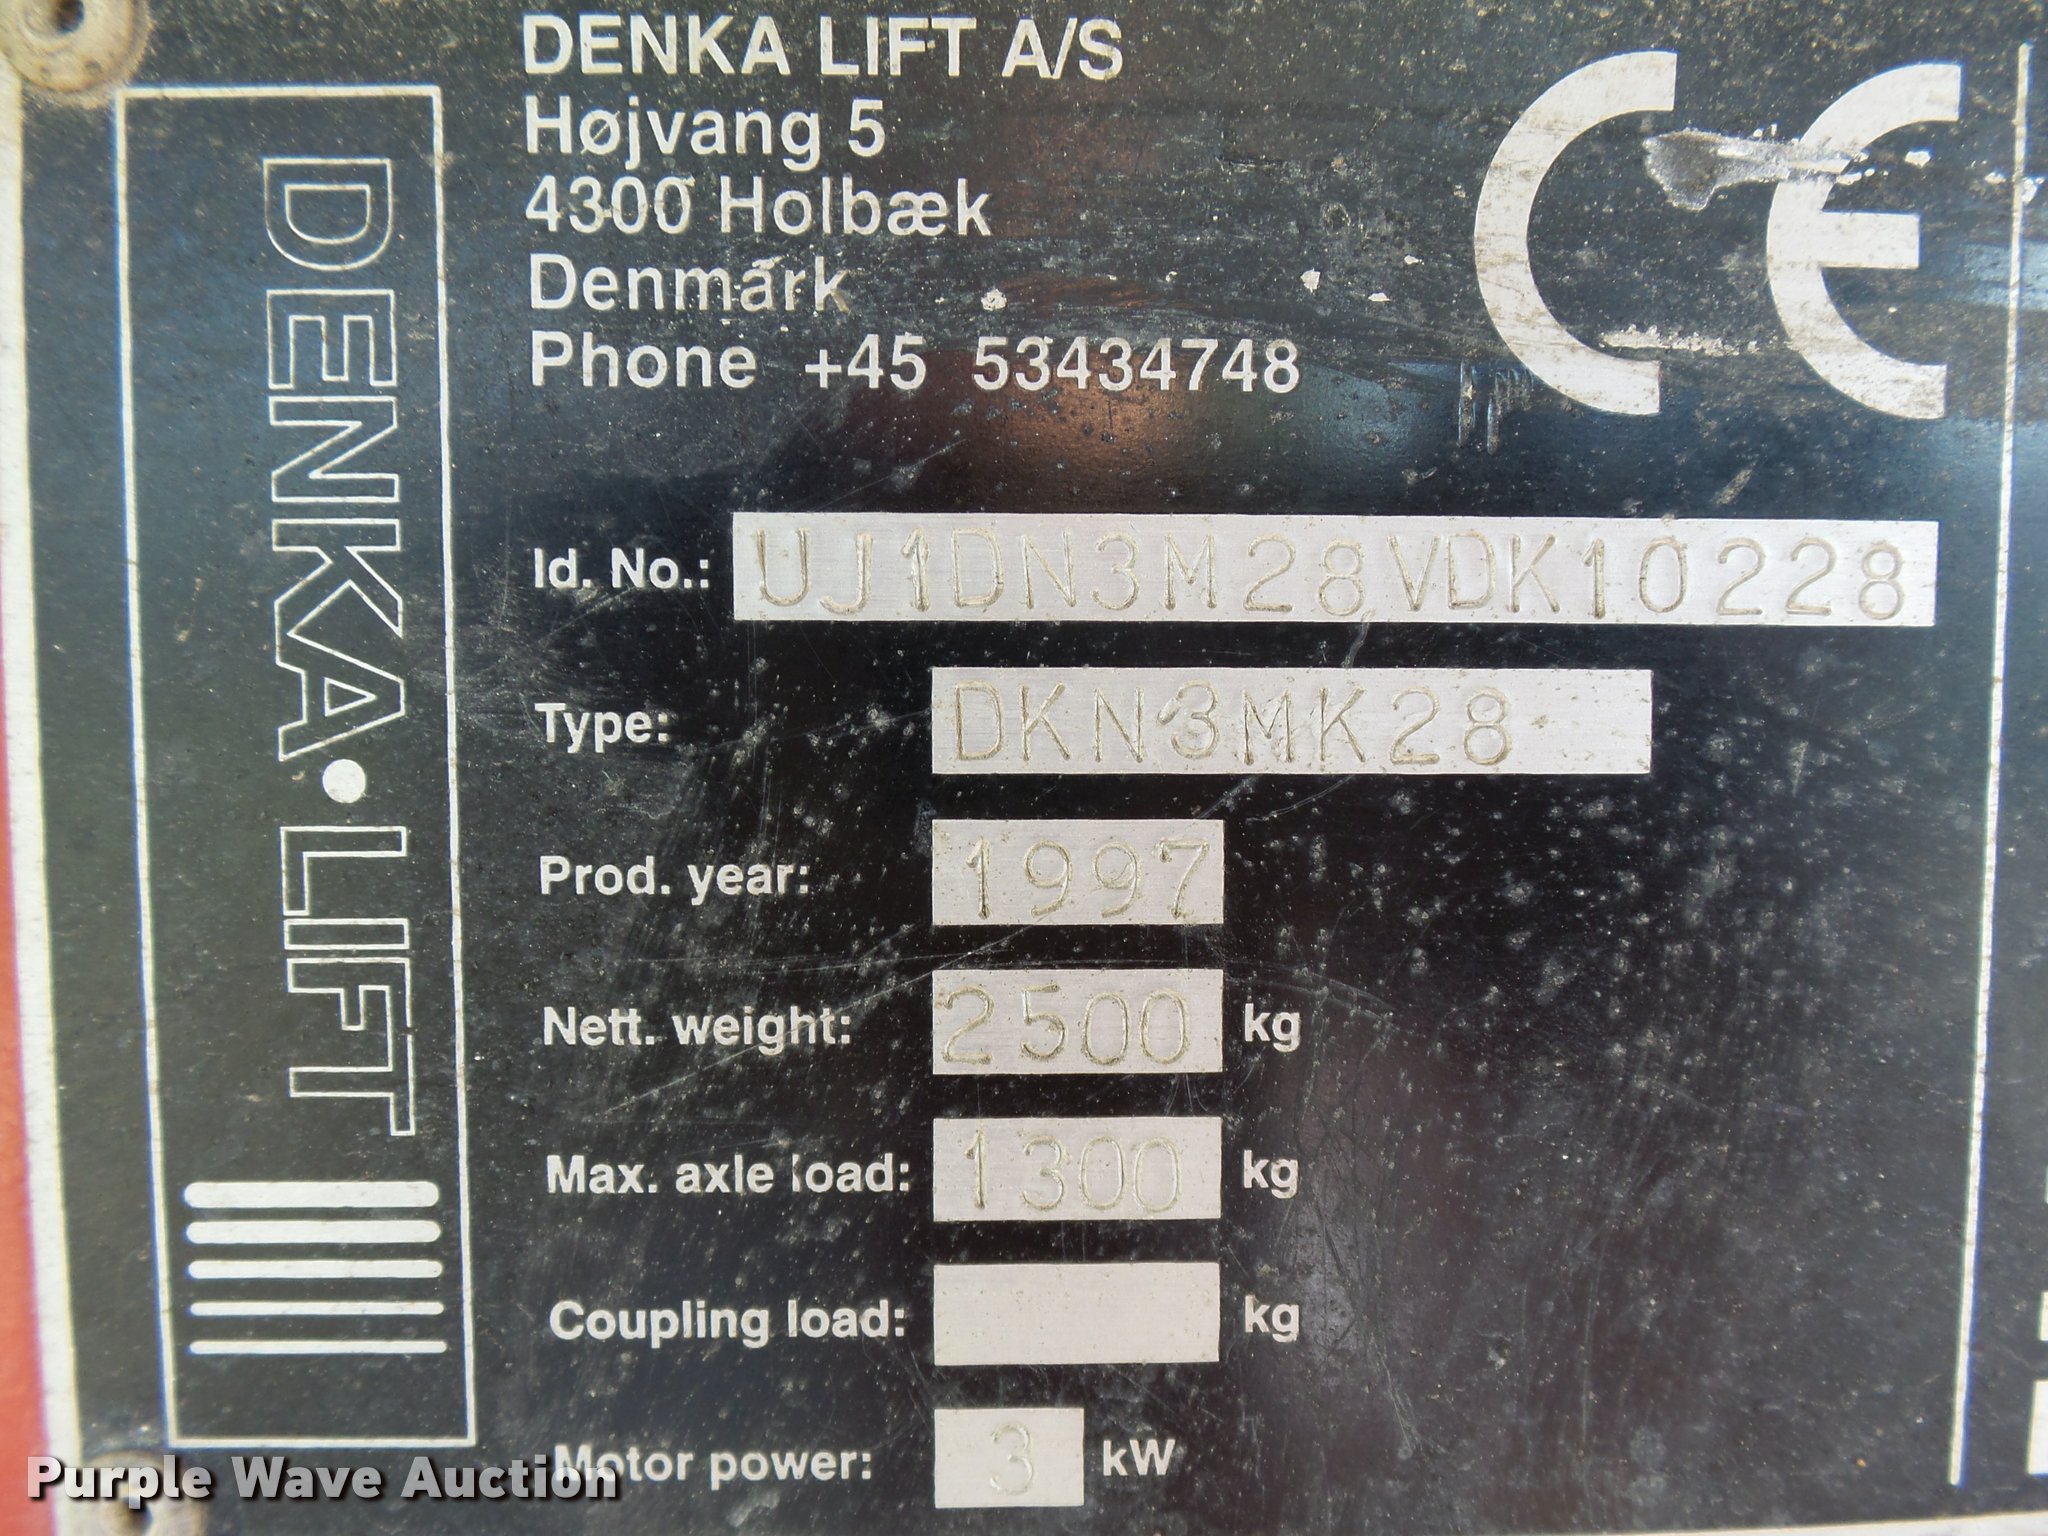 DENKA LIFT A/S
Højvang 5
4300 Holbæk
Denmark
Phone +45 53434748
CE
DENKA•LIFT
Id. No.: UJ1DN3M28VDK10228
Type: DKN3MK28
Prod. year: 1997
Nett. weight: 2500 kg
Max. axle load: 1300 kg
Coupling load: kg
Motor power: 3 kW
Purple Wave Auction